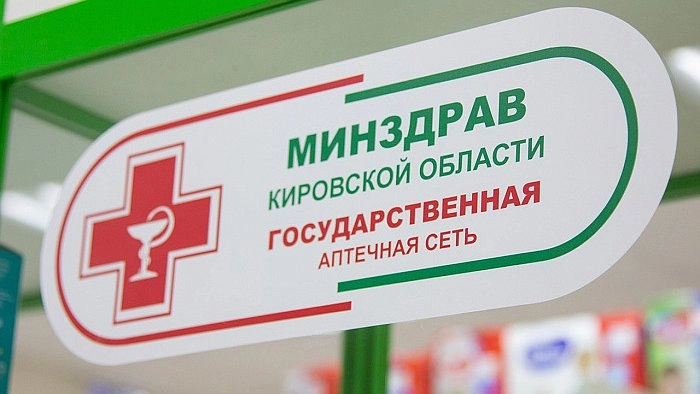 МИНЗДРАВ
КИРОВСКОЙ ОБЛАСТИ
ГОСУДАРСТВЕННАЯ
АПТЕЧНАЯ СЕТЬ